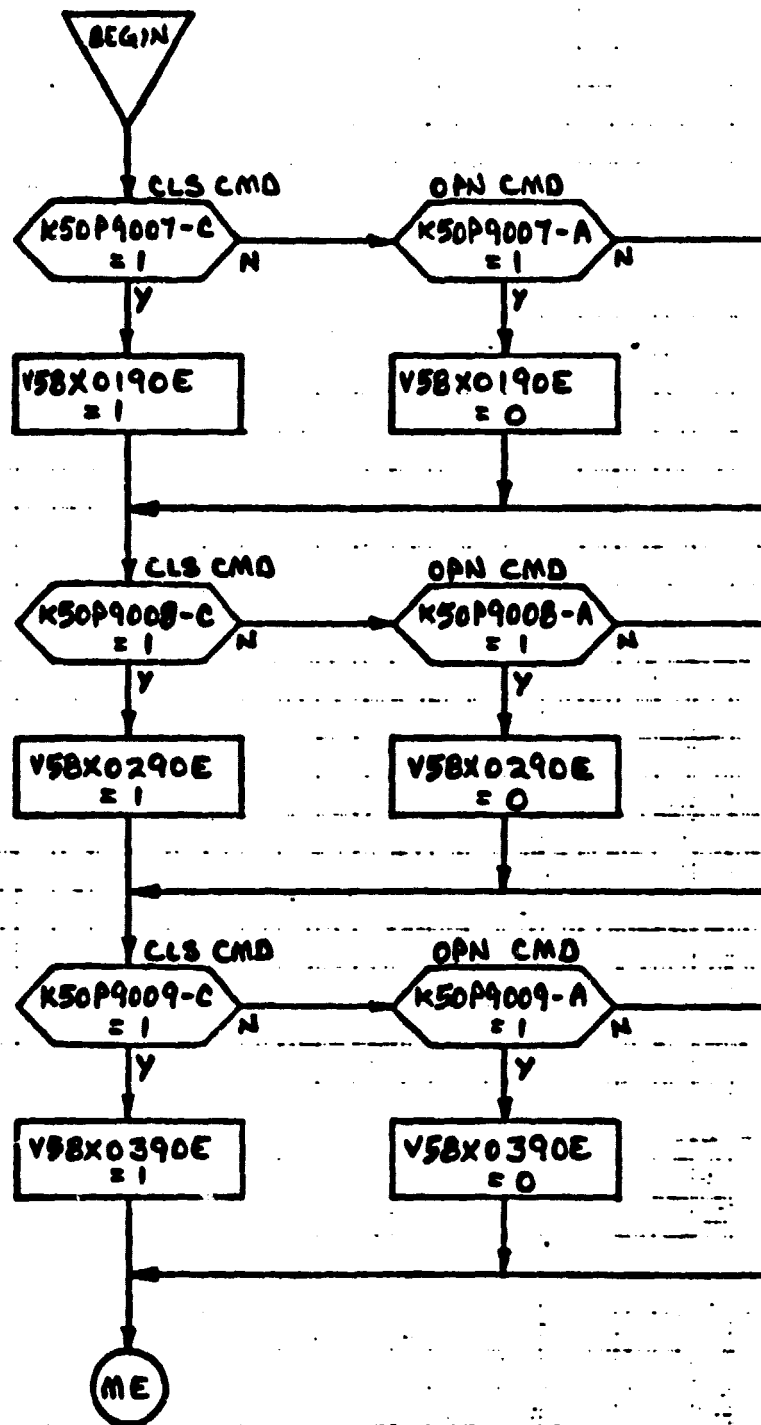 BEGIN
CLS CMD
OPN CMD
K50P9007-C
= 1
N
K50P9007-A
= 1
N
Y
Y
V58X0190E
= 1
V58X0190E
= 0
CLS CMD
OPN CMD
K50P9008-C
= 1
N
K50P9008-A
= 1
N
Y
Y
V58X0290E
= 1
V58X0290E
= 0
CLS CMD
OPN CMD
K50P9009-C
= 1
N
K50P9009-A
= 1
N
Y
Y
V58X0390E
= 1
V58X0390E
= 0
ME